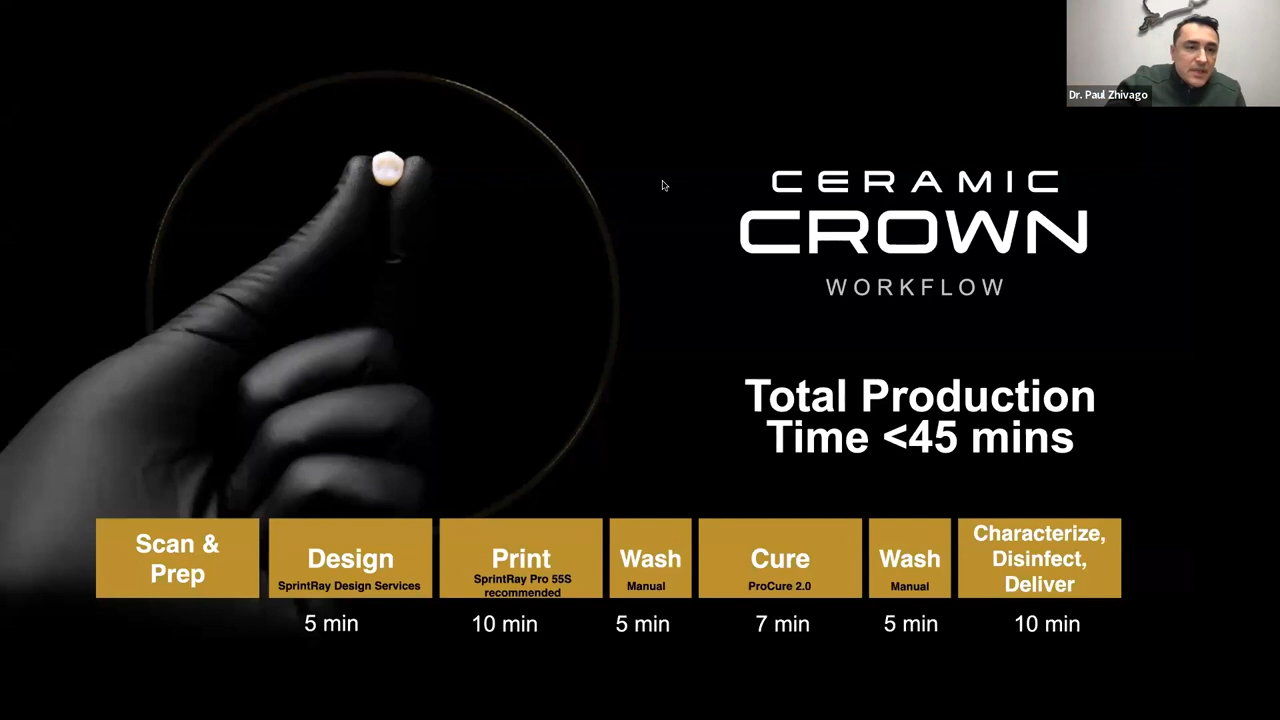 Dr. Paul Zhivago
CERAMIC
CROWN
WORKFLOW
Total Production
Time <45 mins
Scan &
Prep
Design
SprintRay Design Services
Print
SprintRay Pro 55S
recommended
Wash
Manual
Cure
ProCure 2.0
Wash
Manual
Characterize,
Disinfect,
Deliver
5 min
10 min
5 min
7 min
5 min
10 min